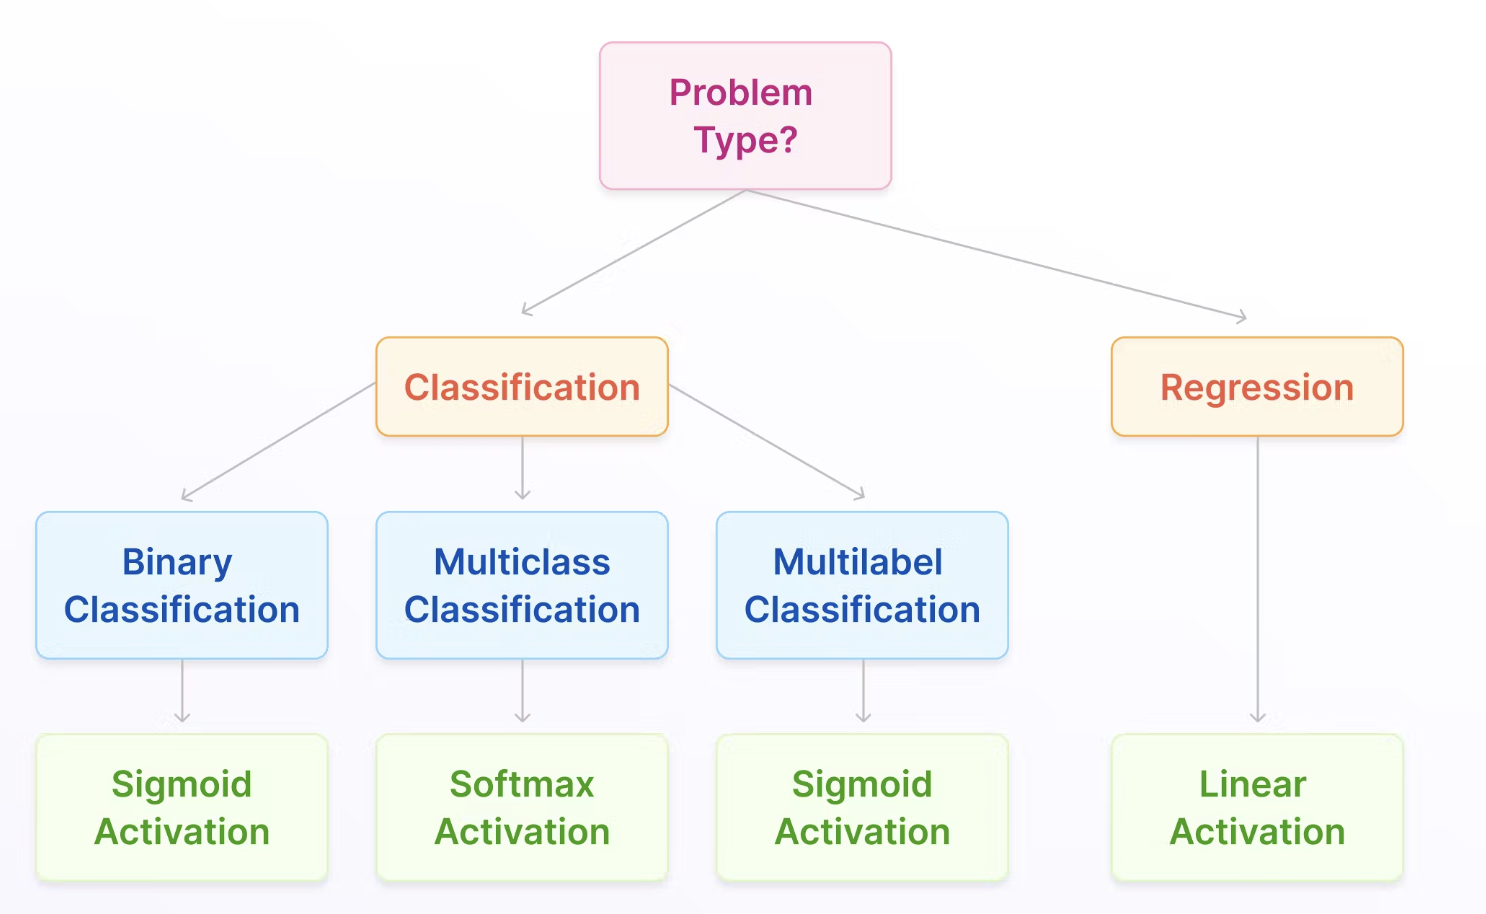 Problem
Type?
Classification
Regression
Binary
Classification
Multiclass
Classification
Multilabel
Classification
Sigmoid
Activation
Softmax
Activation
Sigmoid
Activation
Linear
Activation